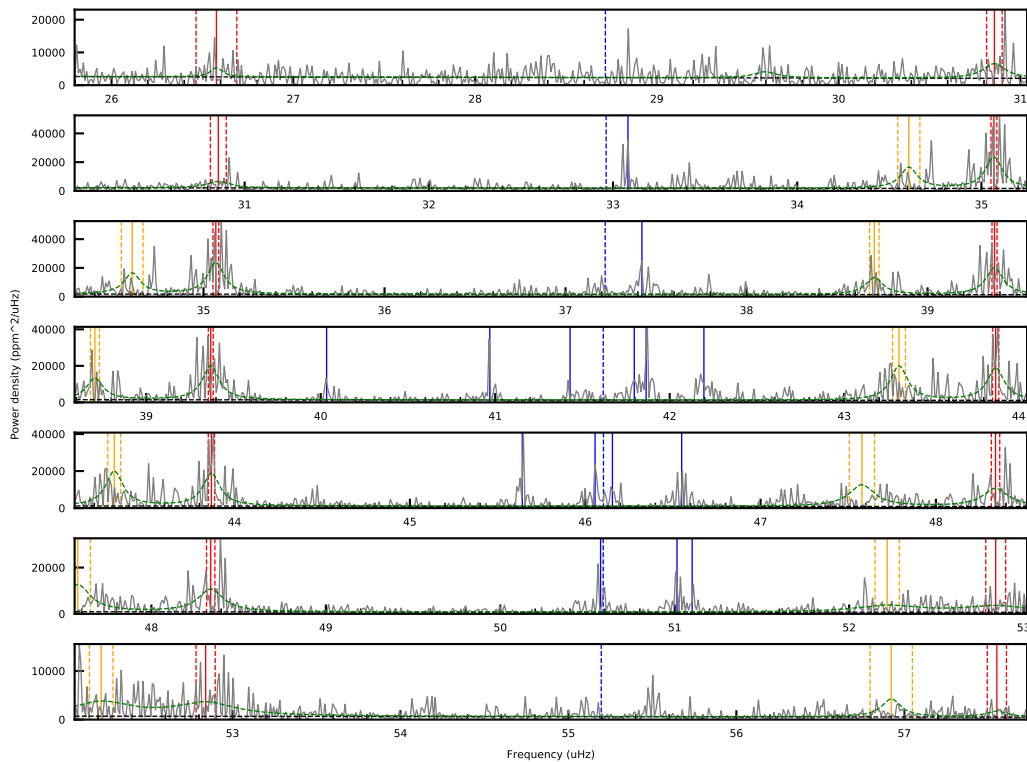 20000
10000
0
26 27 28 29 30 31
40000
20000
0
31 32 33 34 35
40000
20000
0
35 36 37 38 39
40000
20000
0
39 40 41 42 43 44
40000
20000
0
44 45 46 47 48
20000
0
48 49 50 51 52 53
10000
0
53 54 55 56 57
Power density (ppm^2/uHz)
Frequency (uHz)